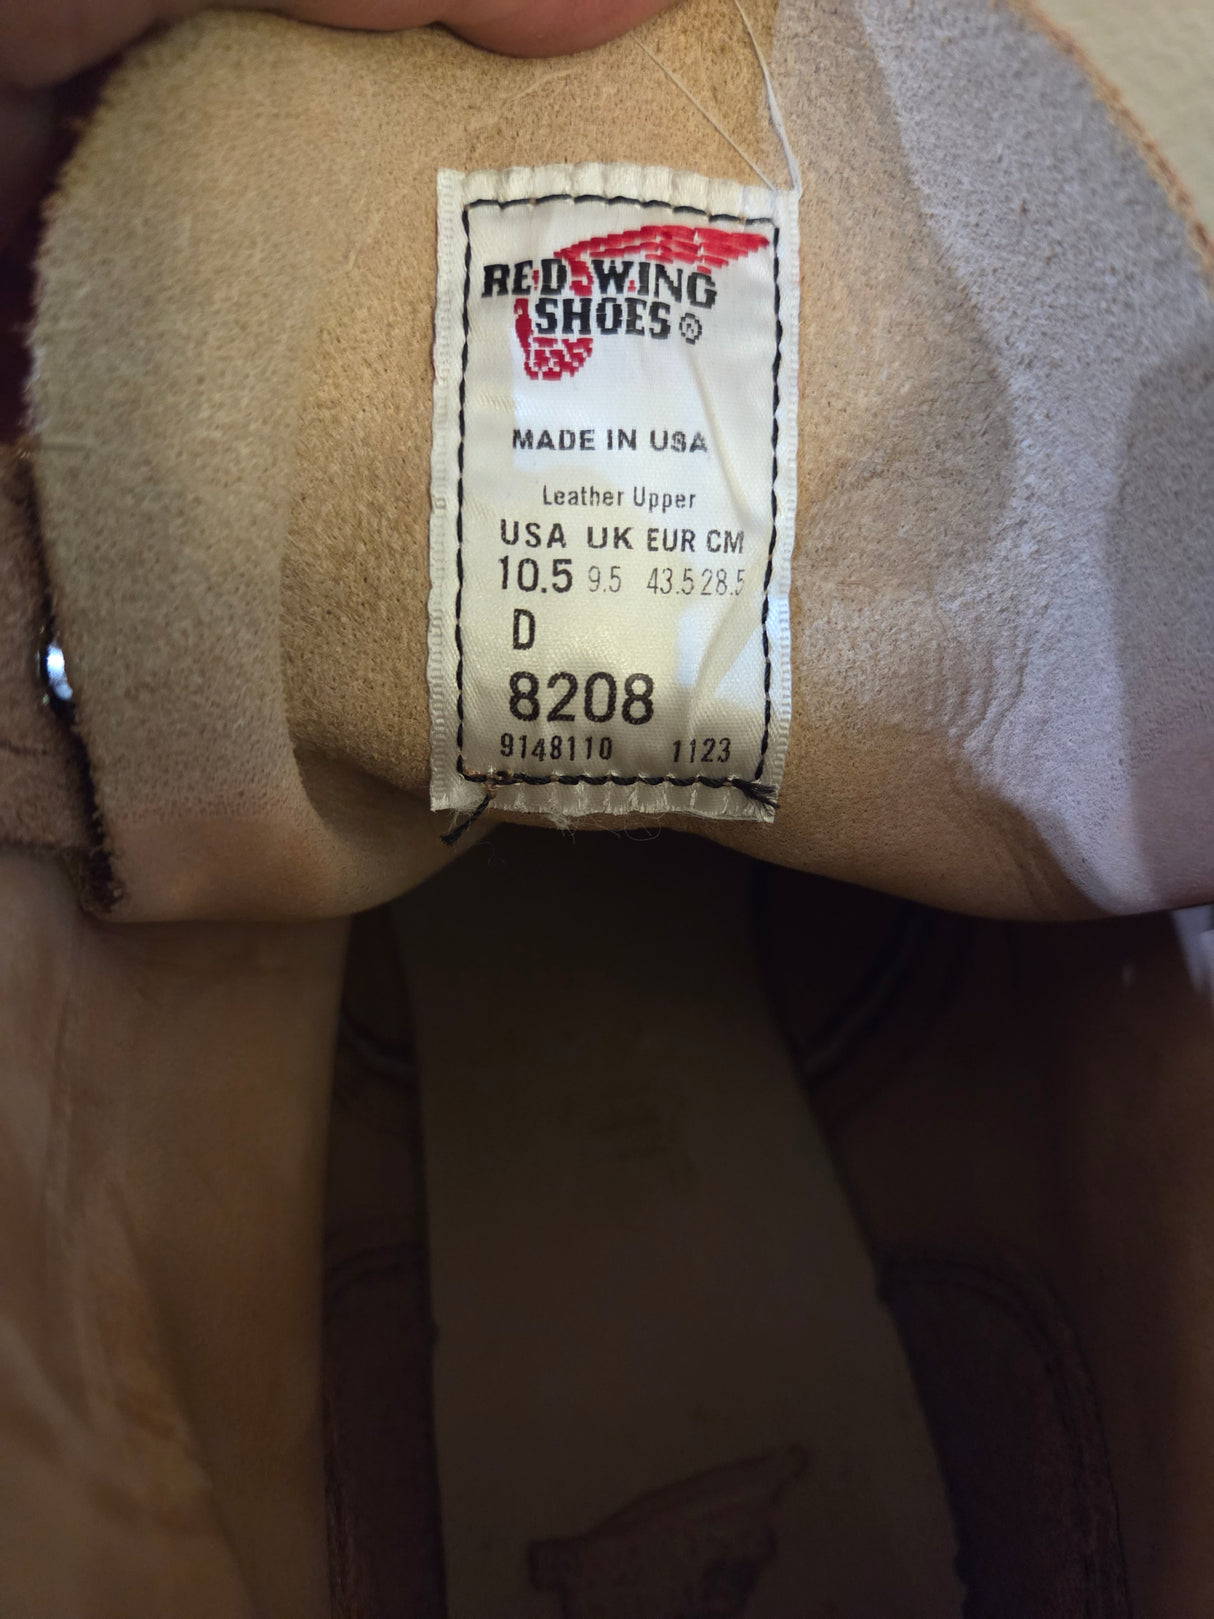 RED WING
SHOES®
MADE IN USA
Leather Upper
USA UK EUR CM
10.5 9.5 43.5 28.5
D
8208
9148110 1123